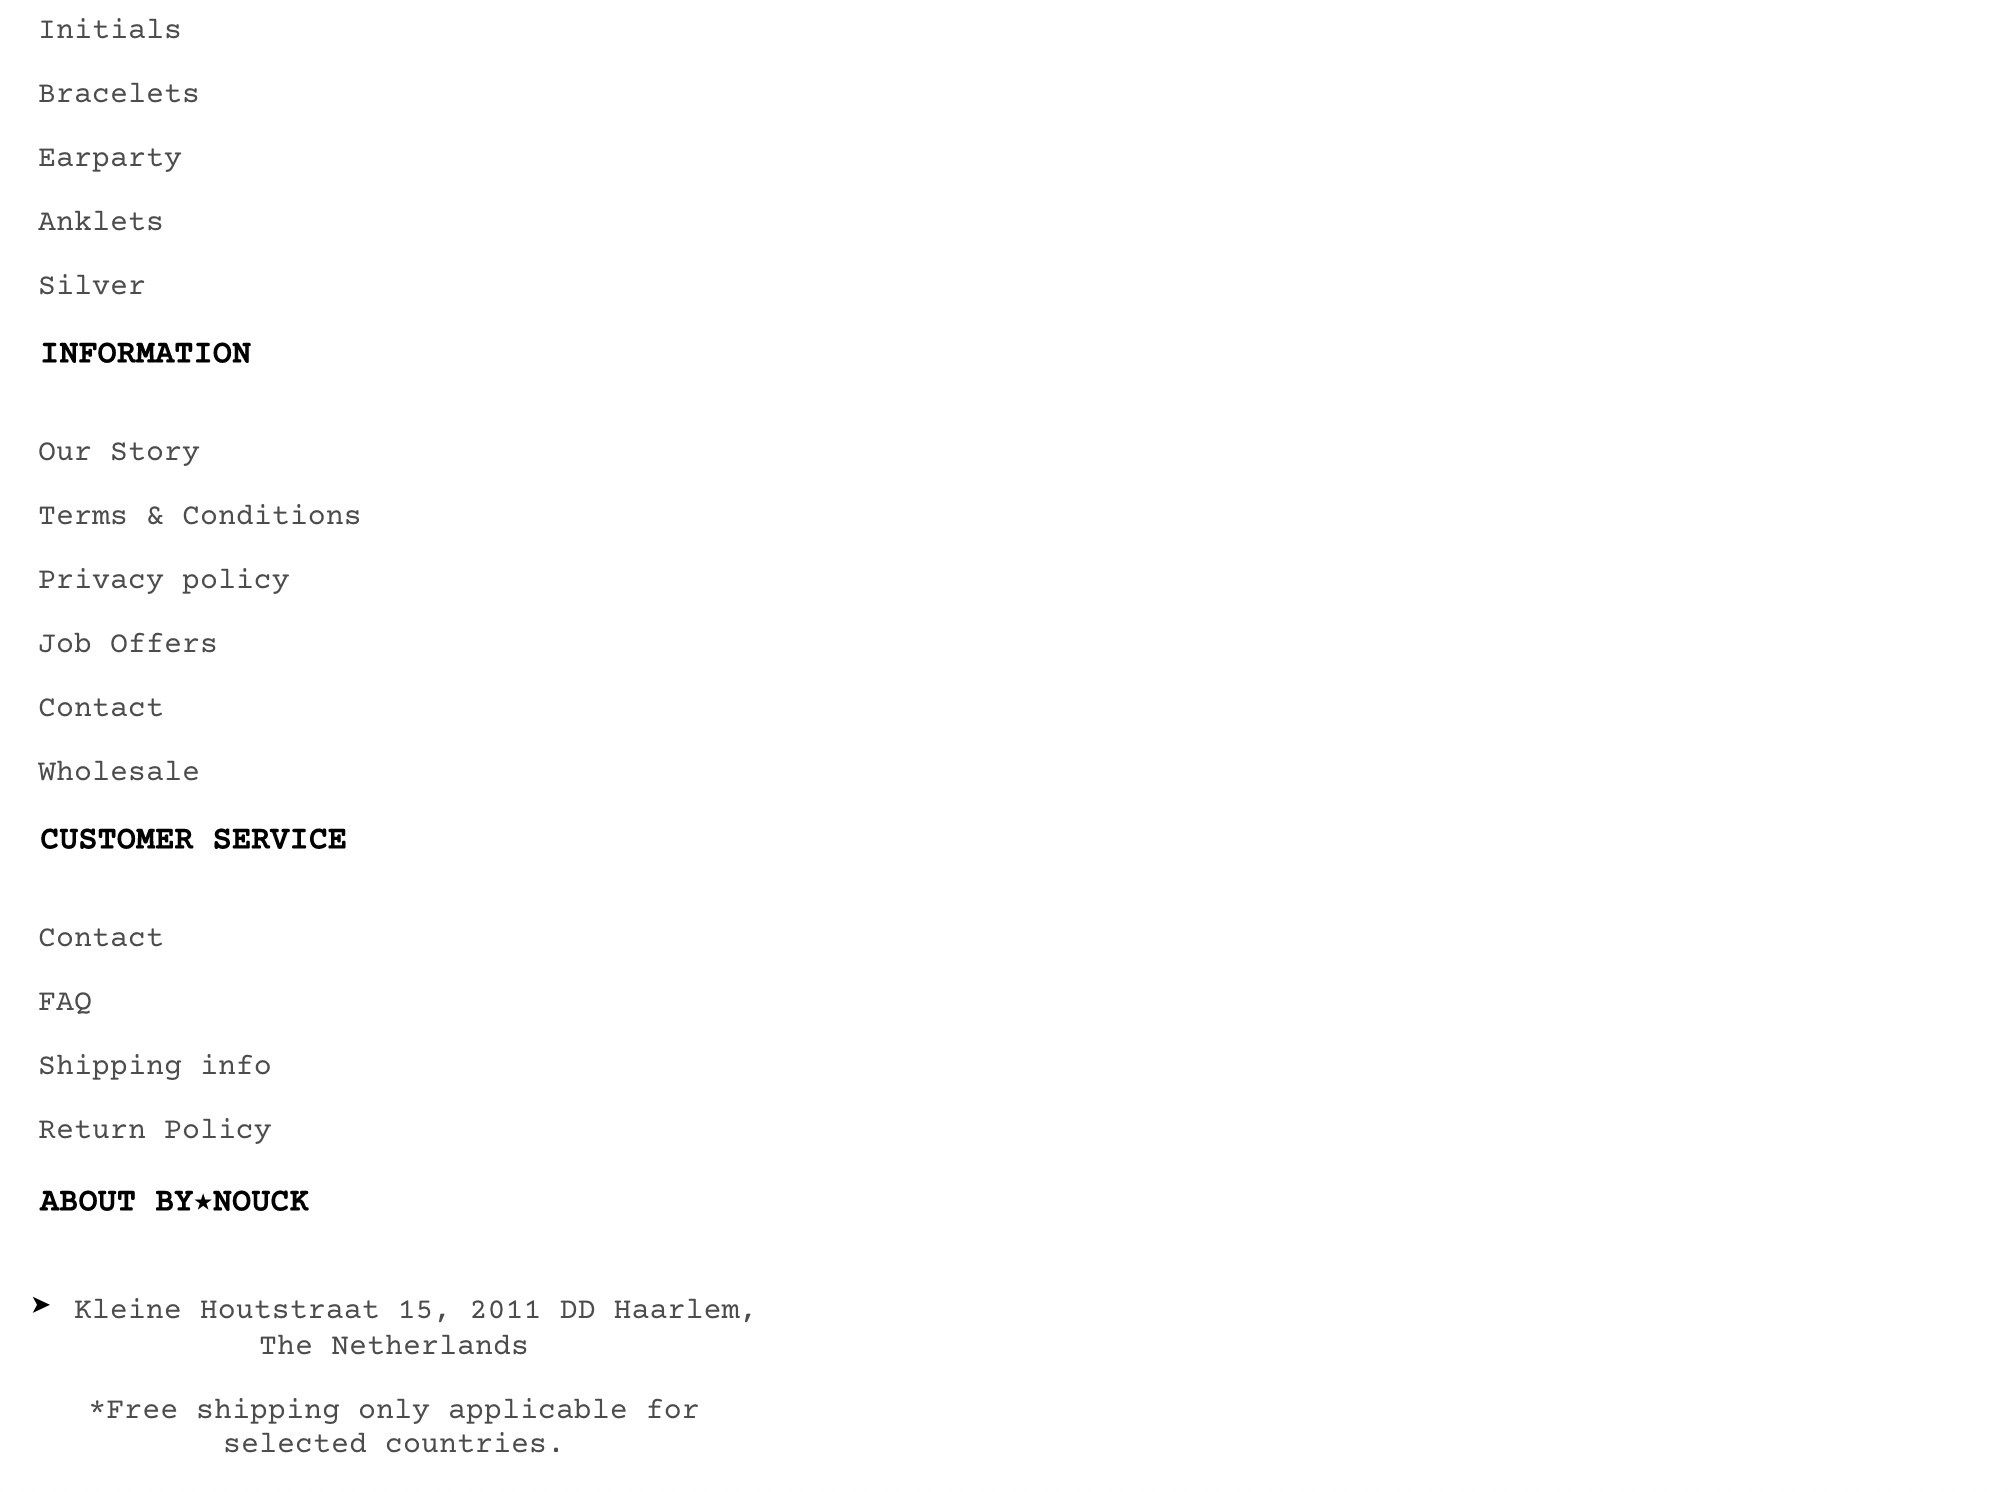 Initials
Bracelets
Earparty
Anklets
Silver
INFORMATION
Our Story
Terms & Conditions
Privacy policy
Job Offers
Contact
Wholesale
CUSTOMER SERVICE
Contact
FAQ
Shipping info
Return Policy
ABOUT BY★NOUCK
➤ Kleine Houtstraat 15, 2011 DD Haarlem,
The Netherlands
*Free shipping only applicable for
selected countries.